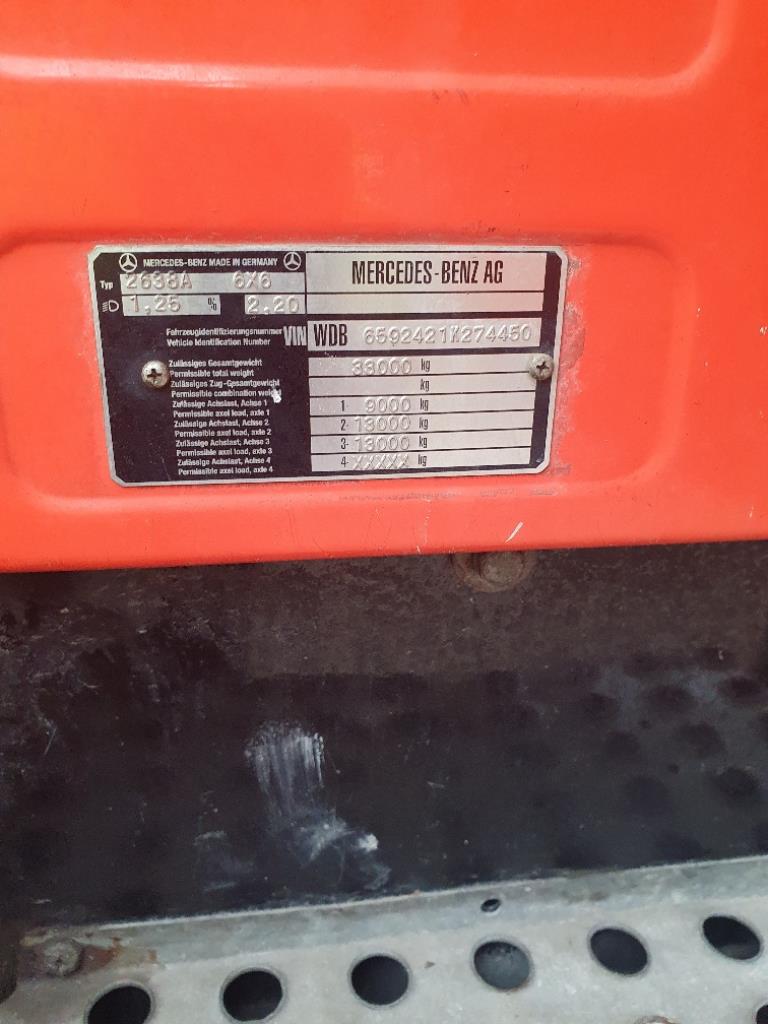 MERCEDES-BENZ MADE IN GERMANY
MERCEDES-BENZ AG
Typ 2638A 6X6
1,25 % 2.20
Fahrzeugidentifizierungsnummer
Vehicle Identification Number VIN WDB 6592421K274450
Zulässiges Gesamtgewicht
Permissible total weight 33000 kg
Zulässiges Zug-Gesamtgewicht
Permissible combination weight kg
Zulässige Achslast, Achse 1
Permissible axel load, axle 1 1- 9000 kg
Zulässige Achslast, Achse 2
Permissible axel load, axle 2 2- 13000 kg
Zulässige Achslast, Achse 3
Permissible axel load, axle 3 3- 13000 kg
Zulässige Achslast, Achse 4
Permissible axel load, axle 4 4- XXXXX kg